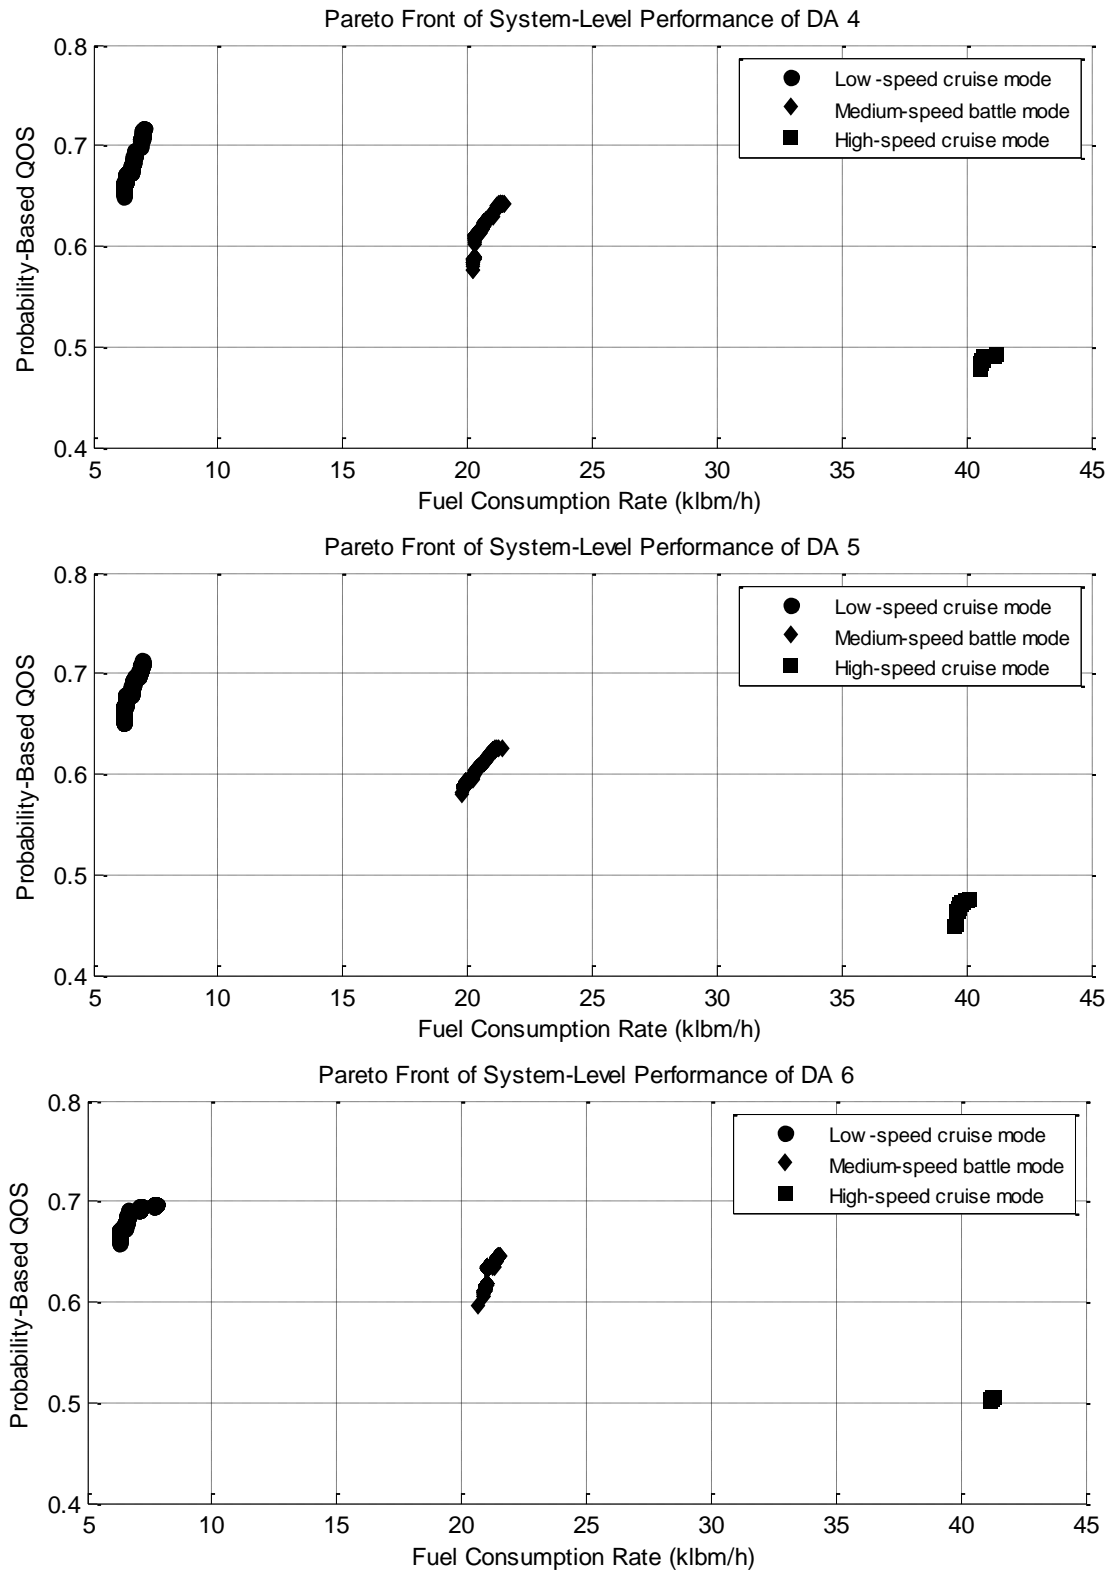 Pareto Front of System-Level Performance of DA 4
0.8
0.7
0.6
0.5
0.4
Probability-Based QOS
Low-speed cruise mode
Medium-speed battle mode
High-speed cruise mode
5 10 15 20 25 30 35 40 45
Fuel Consumption Rate (klbm/h)
Pareto Front of System-Level Performance of DA 5
0.8
0.7
0.6
0.5
0.4
Probability-Based QOS
Low-speed cruise mode
Medium-speed battle mode
High-speed cruise mode
5 10 15 20 25 30 35 40 45
Fuel Consumption Rate (klbm/h)
Pareto Front of System-Level Performance of DA 6
0.8
0.7
0.6
0.5
0.4
Probability-Based QOS
Low-speed cruise mode
Medium-speed battle mode
High-speed cruise mode
5 10 15 20 25 30 35 40 45
Fuel Consumption Rate (klbm/h)